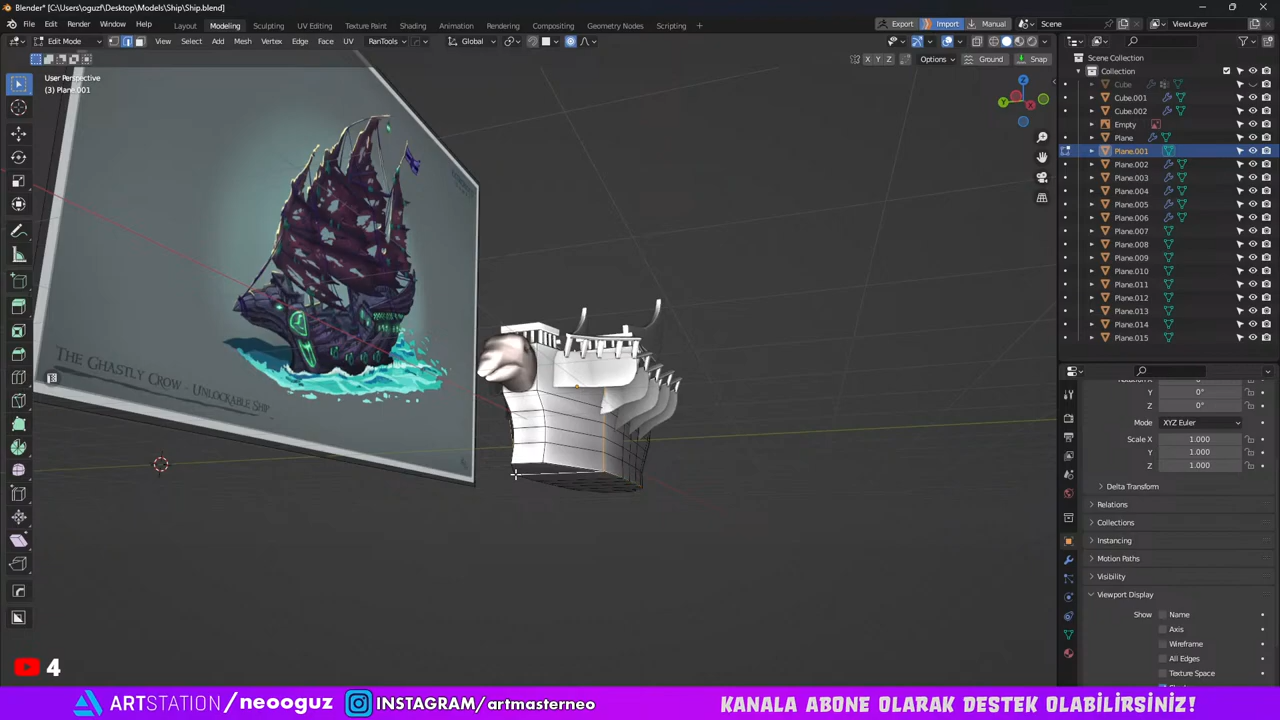 Blender* [C:\Users\oguzf\Desktop\Models\Ship\Ship.blend]
File Edit Render Window Help Layout Modeling Sculpting UV Editing Texture Paint Shading Animation Rendering Compositing Geometry Nodes Scripting + Export Import Manual Scene ViewLayer
Edit Mode View Select Add Mesh Vertex Edge Face UV RanTools Global
X Y Z Options Ground Snap
User Perspective
(3) Plane.001
Scene Collection
Collection
Cube
Cube.001
Cube.002
Empty
Plane
Plane.001
Plane.002
Plane.003
Plane.004
Plane.005
Plane.006
Plane.007
Plane.008
Plane.009
Plane.010
Plane.011
Plane.012
Plane.013
Plane.014
Plane.015
Z
Y
X
The Ghastly Crow - Unlockable Ship
Y 0°
Z 0°
Mode XYZ Euler
Scale X 1.000
Y 1.000
Z 1.000
Delta Transform
Relations
Collections
Instancing
Motion Paths
Visibility
Viewport Display
Show Name
Axis
Wireframe
All Edges
Texture Space
4
ARTSTATION/neooguz INSTAGRAM/artmasterneo KANALA ABONE OLARAK DESTEK OLABİLİRSİNİZ!